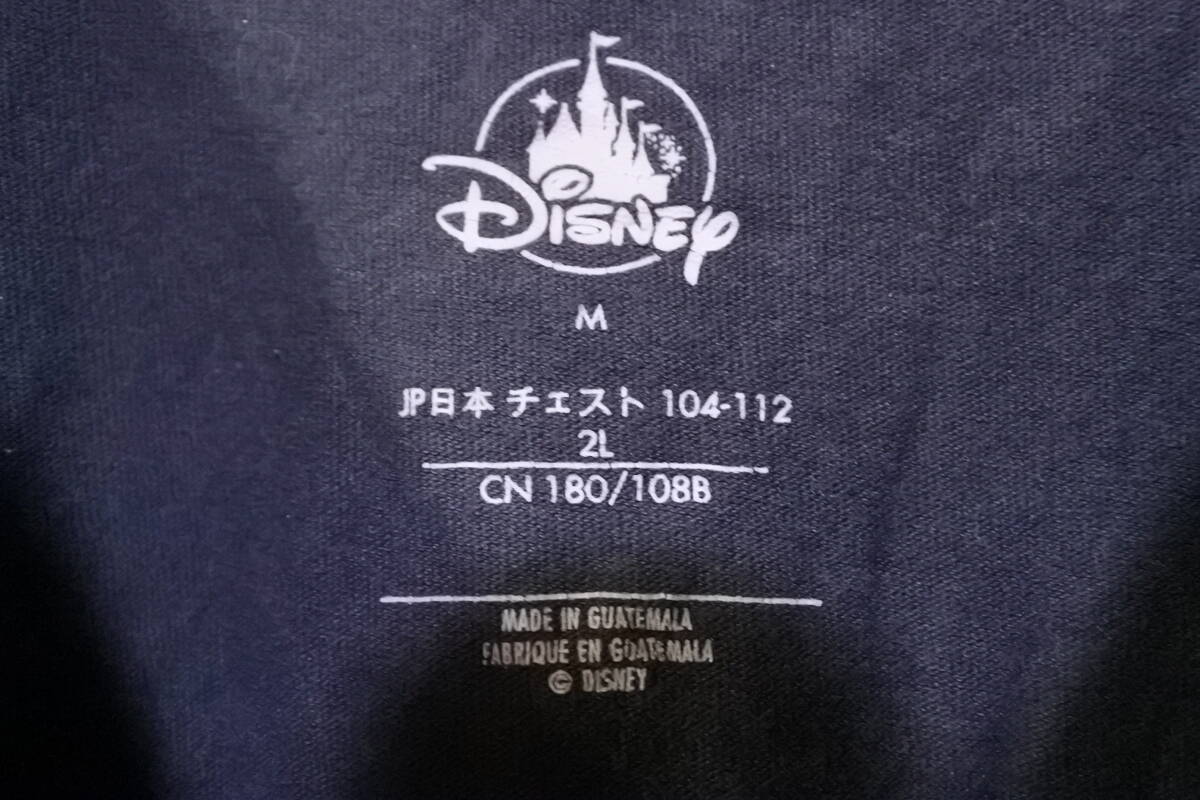 DISNEY
M
JP日本 チェスト 104-112
2L
CN 180/108B
MADE IN GUATEMALA
FABRIQUE EN GUATEMALA
© DISNEY